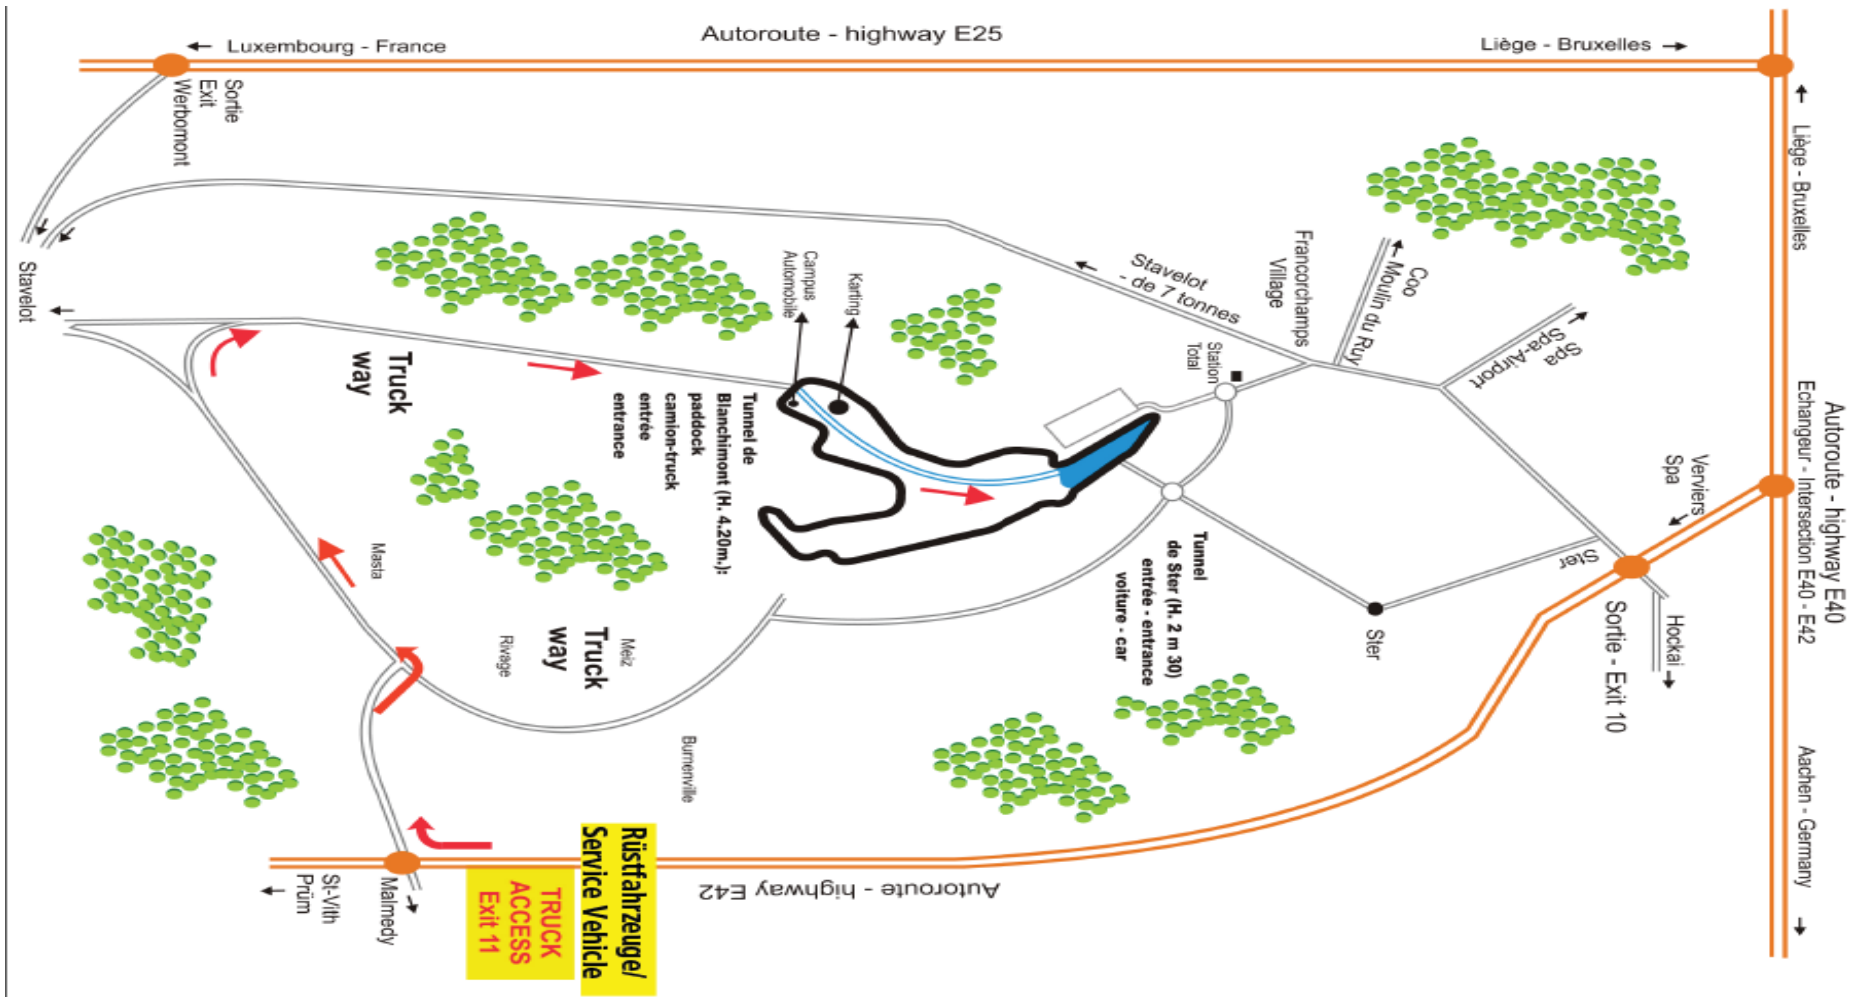 Autoroute - highway E25
Luxembourg - France
Liège - Bruxelles
Sortie
Exit
Werbomont
Liège - Bruxelles
Autoroute - highway E40
Echangeur - Intersection E40 - E42
Aachen - Germany
Stavelot
Campus
Automobile
Karting
Stavelot
- de 7 tonnes
Francorchamps
Village
Coo
Moulin du Ruy
Spa
Spa-Airport
Station
Total
Verviers
Spa
Truck
way
Tunnel de
Blanchimont (H. 4.20m.):
paddock
camion-truck
entrée
entrance
Tunnel
de Ster (H. 2 m 30)
entrée - entrance
voiture - car
Ster
Ster
Sortie - Exit 10
Hockai
Masta
Truck
way
Meiz
Rivage
Burnenville
Rüstfahrzeuge/
Service Vehicle
TRUCK
ACCESS
Exit 11
Malmedy
St-Vith
Prüm
Autoroute - highway E42